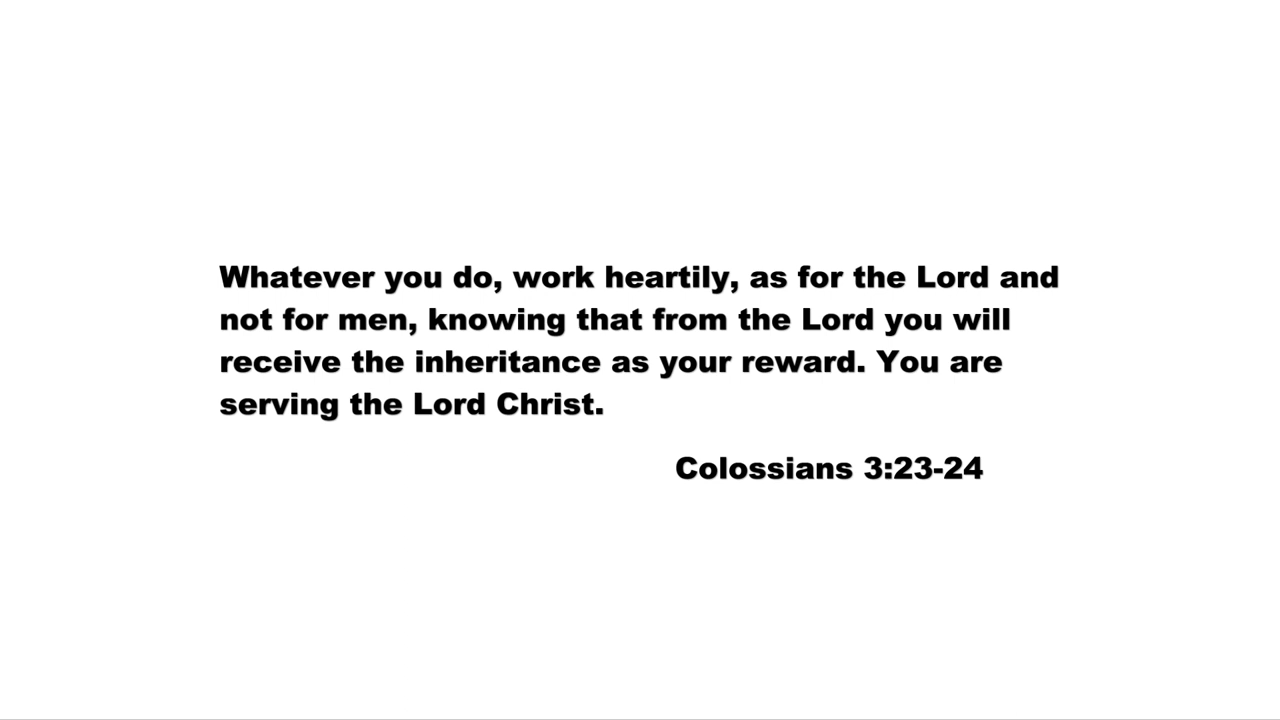 Whatever you do, work heartily, as for the Lord and
not for men, knowing that from the Lord you will
receive the inheritance as your reward. You are
serving the Lord Christ.
Colossians 3:23-24